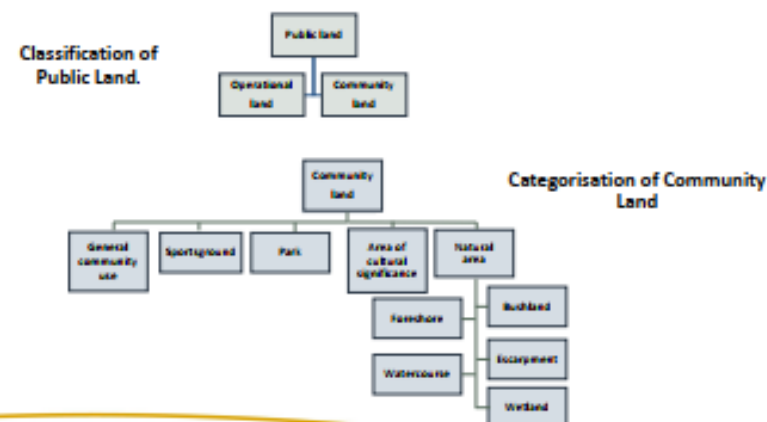 Classification of
Public Land.
Public land
Operational
land
Community
land
Categorisation of Community
Land
Community
land
General
community
use
Sportsground
Park
Area of
cultural
significance
Natural
area
Foreshore
Bushland
Watercourse
Escarpment
Wetland